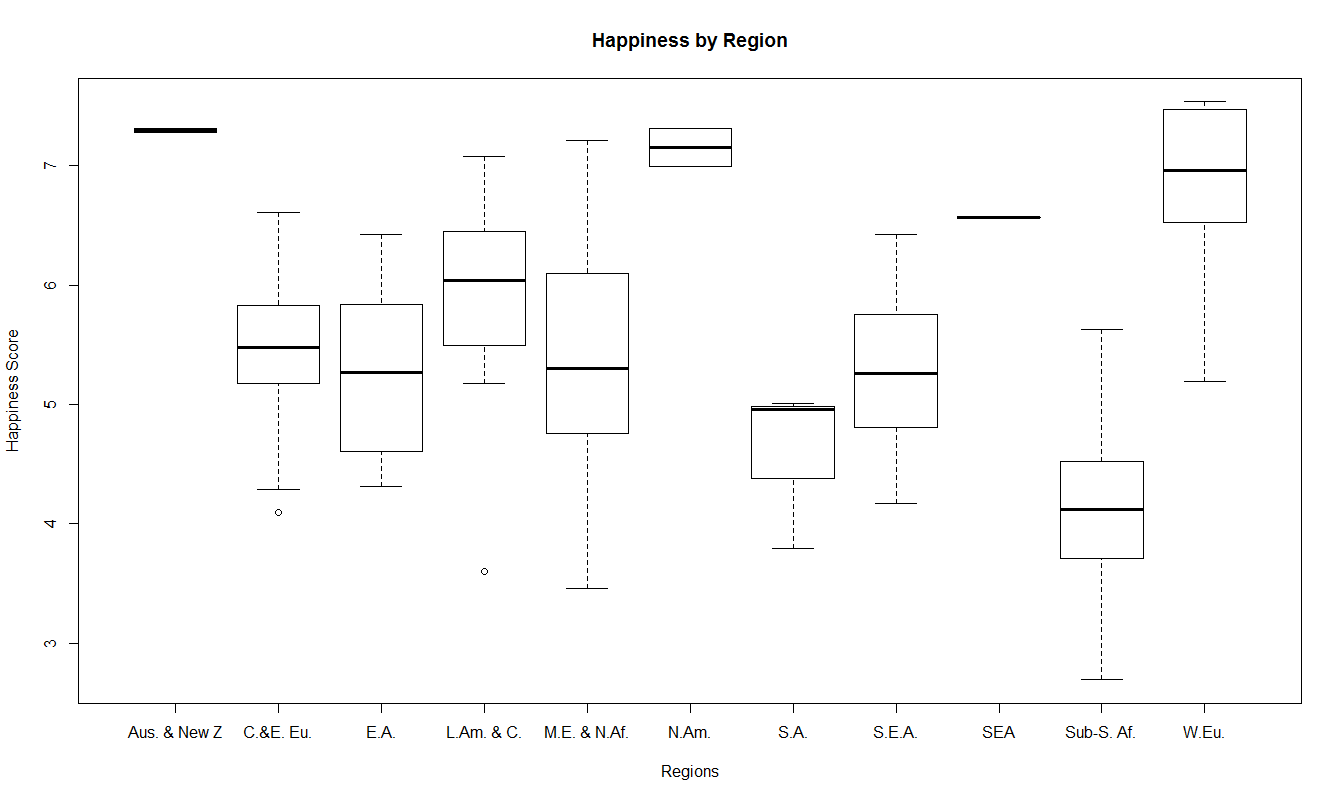 Happiness by Region
Happiness Score
7
6
5
4
3
Aus. & New Z
C.&E. Eu.
E.A.
L.Am. & C.
M.E. & N.Af.
N.Am.
S.A.
S.E.A.
SEA
Sub-S. Af.
W.Eu.
Regions